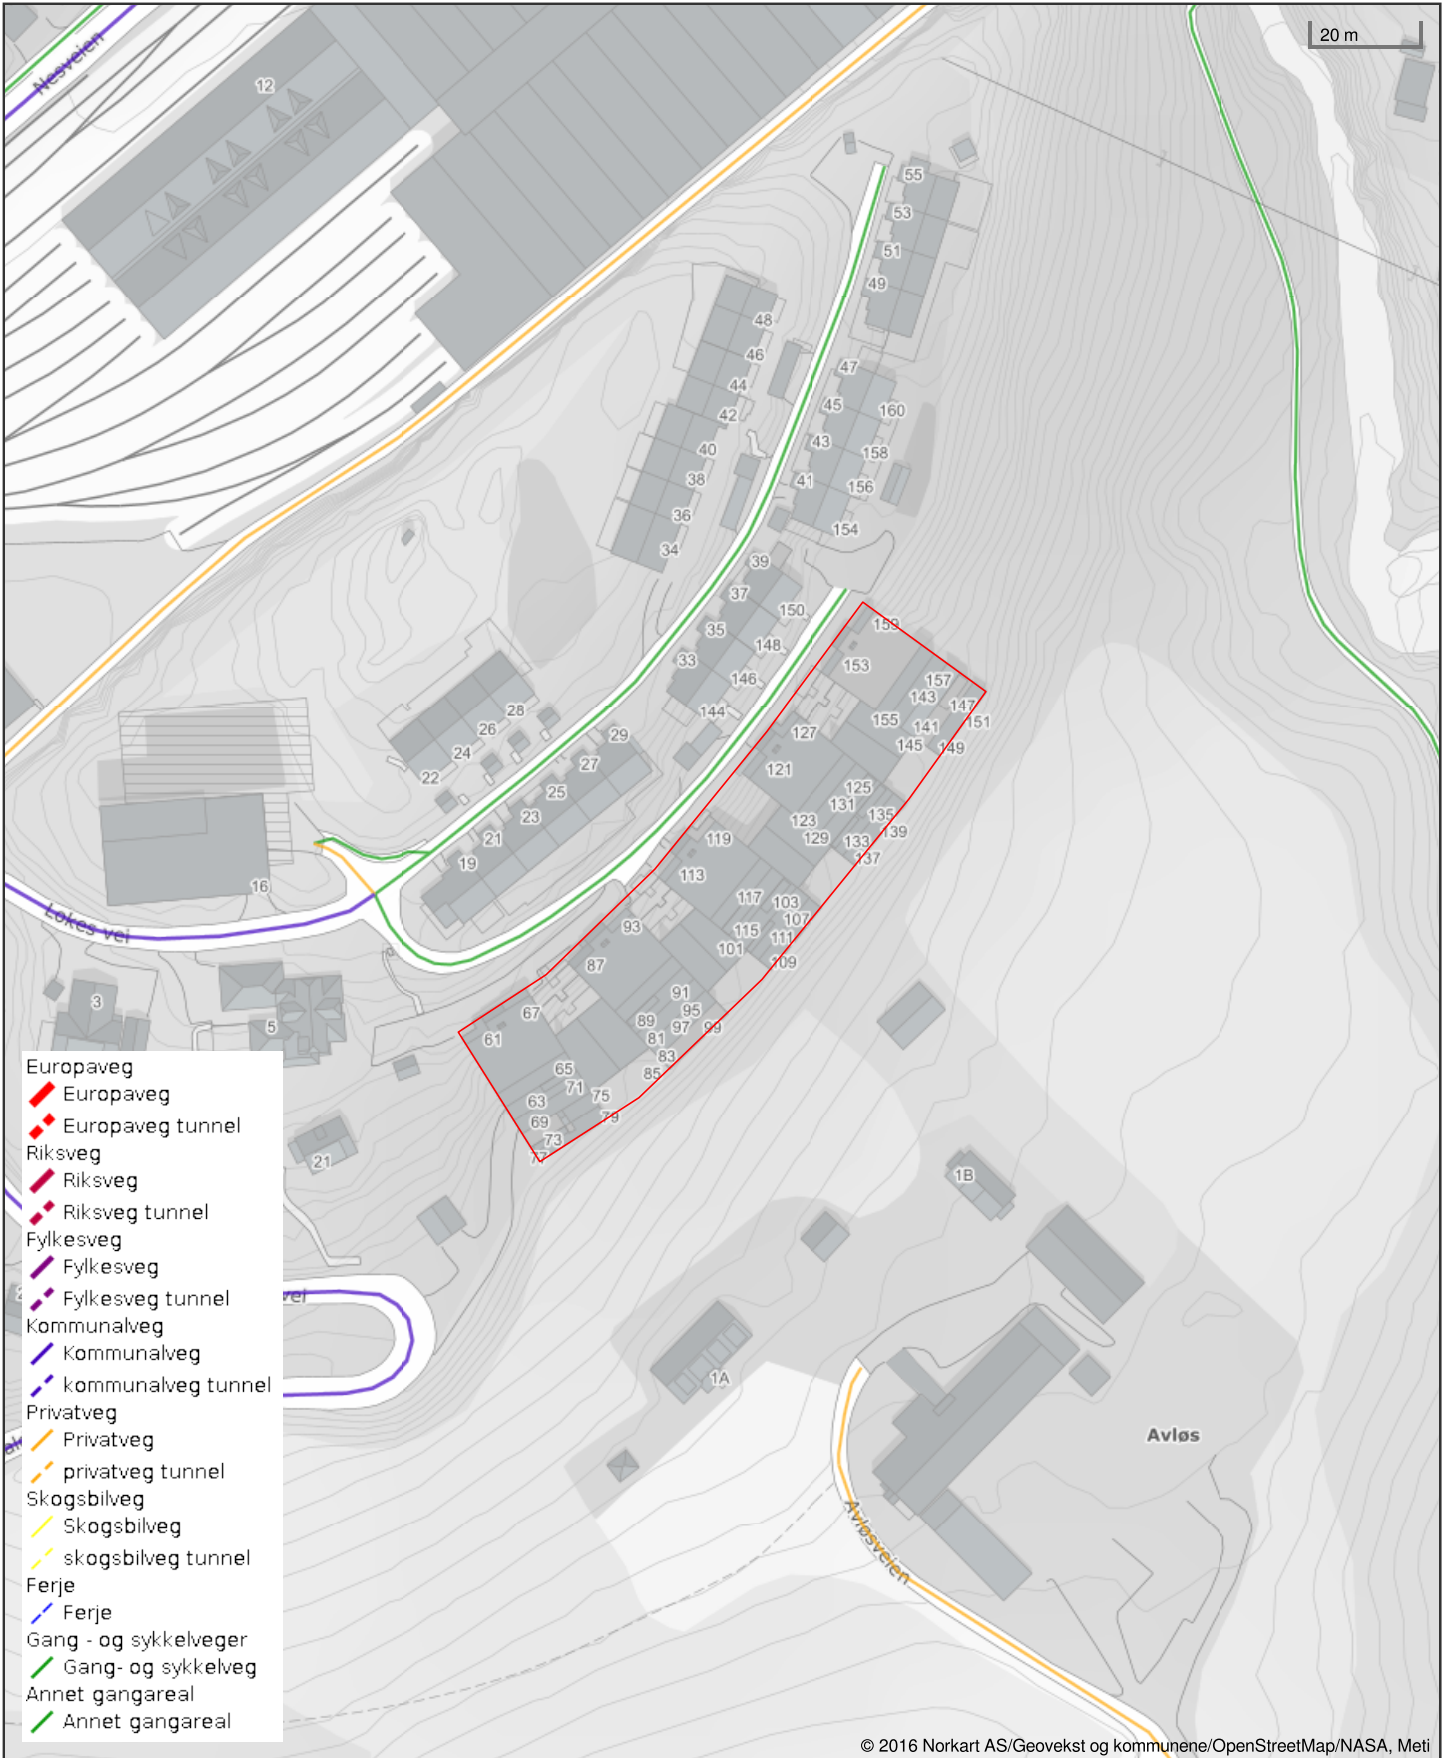 Nesveien
12
20 m
55
53
51
49
48
47
46
44
45
160
42
43
40
158
38
41
156
36
154
34
39
37
150
159
35
148
33
153
146
157
143
147
28
144
155
141
151
26
29
127
145
149
24
27
121
22
25
125
131
23
123
135
21
119
129
133
139
19
137
113
16
117
103
107
Lokes vei
93
115
111
101
109
87
91
3
67
95
5
61
89
97
99
81
83
65
85
71
63
75
69
79
73
77
21
1B
vei
1A
Avløs
Avløsveien
Europaveg
Europaveg
Europaveg tunnel
Riksveg
Riksveg
Riksveg tunnel
Fylkesveg
Fylkesveg
Fylkesveg tunnel
Kommunalveg
Kommunalveg
kommunalveg tunnel
Privatveg
Privatveg
privatveg tunnel
Skogsbilveg
Skogsbilveg
skogsbilveg tunnel
Ferje
Ferje
Gang - og sykkelveger
Gang- og sykkelveg
Annet gangareal
Annet gangareal
© 2016 Norkart AS/Geovekst og kommunene/OpenStreetMap/NASA, Meti